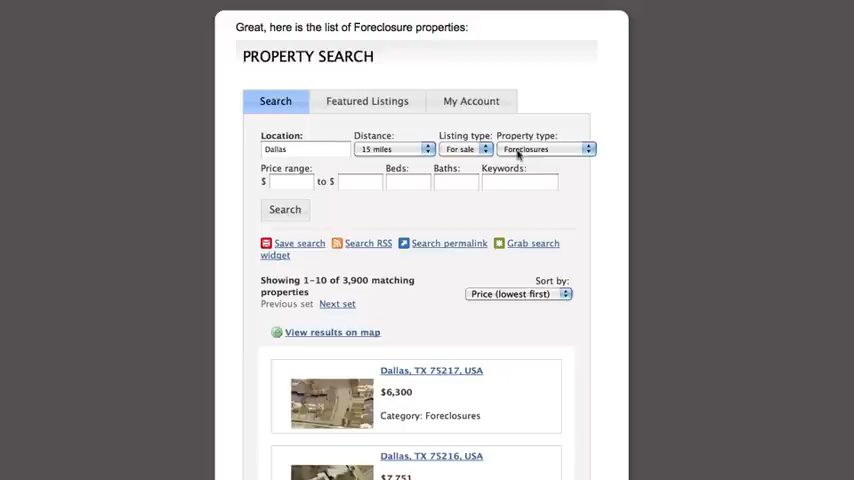 Great, here is the list of Foreclosure properties:
PROPERTY SEARCH
Search Featured Listings My Account
Location: Distance: Listing type: Property type:
Dallas 15 miles For sale Foreclosures
Price range: Beds: Baths: Keywords:
$ to $
Search
Save search Search RSS Search permalink Grab search
widget
Showing 1-10 of 3,900 matching
properties
Sort by:
Price (lowest first)
Previous set Next set
View results on map
Dallas, TX 75217, USA
$6,300
Category: Foreclosures
Dallas, TX 75216, USA
$7,751